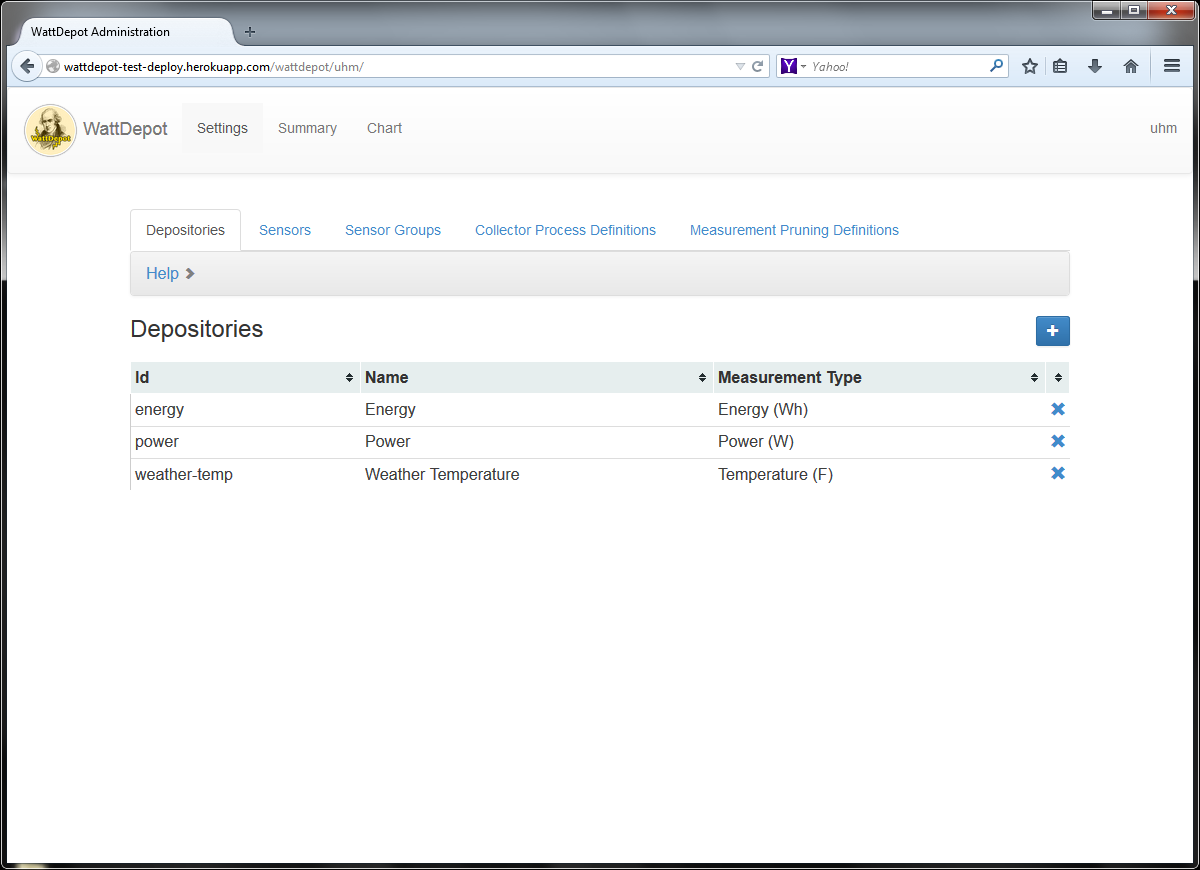 WattDepot Administration
wattdepot-test-deploy.herokuapp.com/wattdepot/uhm/
Y Yahoo!
WattDepot
WattDepot Settings Summary Chart uhm
Depositories Sensors Sensor Groups Collector Process Definitions Measurement Pruning Definitions
Help
Depositories
Id Name Measurement Type
energy Energy Energy (Wh)
power Power Power (W)
weather-temp Weather Temperature Temperature (F)